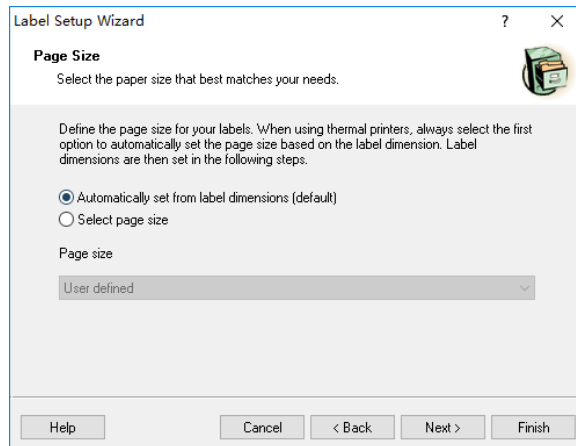 Label Setup Wizard
?
Page Size
Select the paper size that best matches your needs.
Define the page size for your labels. When using thermal printers, always select the first
option to automatically set the page size based on the label dimension. Label
dimensions are then set in the following steps.
Automatically set from label dimensions (default)
Select page size
Page size
User defined
Help
Cancel
< Back
Next >
Finish